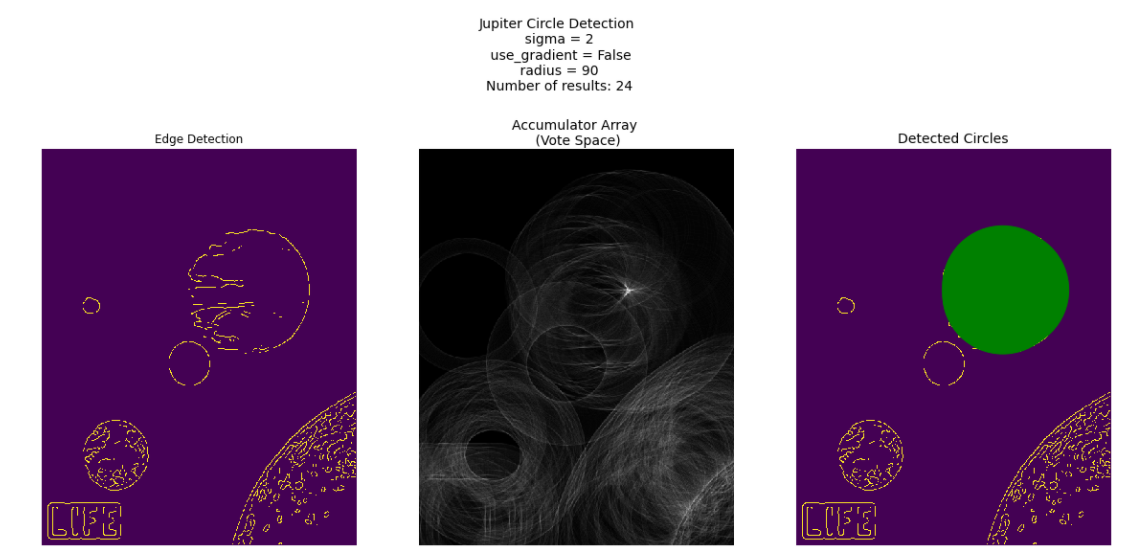 Jupiter Circle Detection
sigma = 2
use_gradient = False
radius = 90
Number of results: 24
Edge Detection
Accumulator Array
(Vote Space)
Detected Circles
LIFE
LIFE